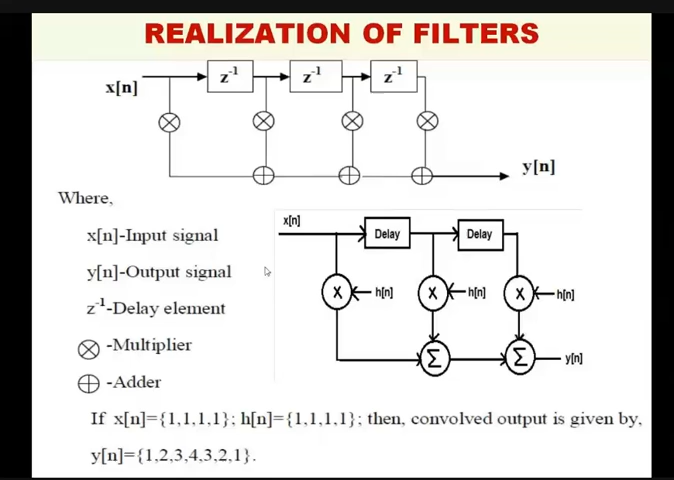 REALIZATION OF FILTERS
x[n]
z-1 z-1 z-1
y[n]
Where,
x[n]-Input signal
y[n]-Output signal
z-1-Delay element
-Multiplier
-Adder
x[n]
Delay Delay
X h[n] X h[n] X h[n]
Σ Σ y[n]
If x[n]={1,1,1,1}; h[n]={1,1,1,1}; then, convolved output is given by,
y[n]={1,2,3,4,3,2,1}.